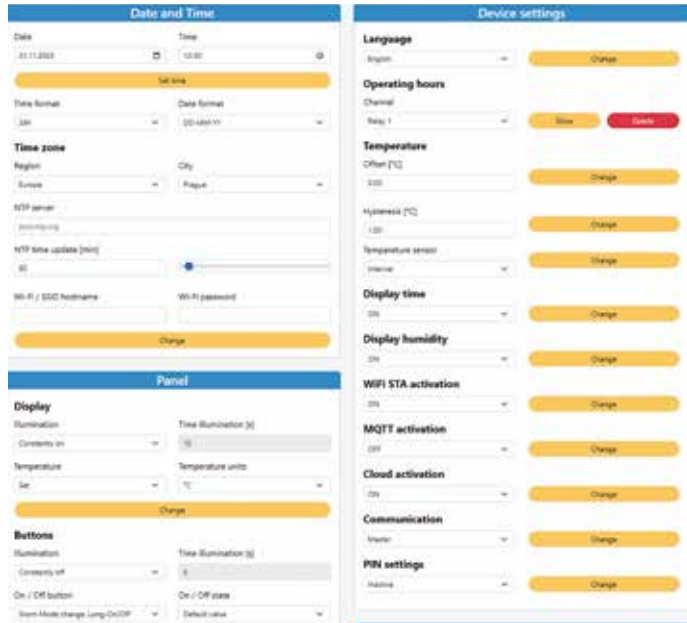 Date and Time
Date
Time
Set time
Time format
Date format
24h
DD-MM-YY
Time zone
Region
City
Europe
Prague
NTP server
NTP time update [min]
60
Wi-Fi / SSID hostname
Wi-Fi password
Change
Panel
Display
Illumination
Time illumination [s]
Constantly on
10
Temperature
Temperature units
Set
°C
Change
Buttons
Illumination
Time illumination [s]
Constantly off
On / Off button
On / Off state
Short-Mode change, Long-On/Off
Default value
Device settings
Language
English
Change
Operating hours
Channel
Relay 1
Show
Delete
Temperature
Offset [°C]
0.00
Change
Hysteresis [°C]
1.00
Change
Temperature sensor
Internal
Change
Display time
ON
Change
Display humidity
ON
Change
WiFi STA activation
ON
Change
MQTT activation
OFF
Change
Cloud activation
ON
Change
Communication
Master
Change
PIN settings
Inactive
Change